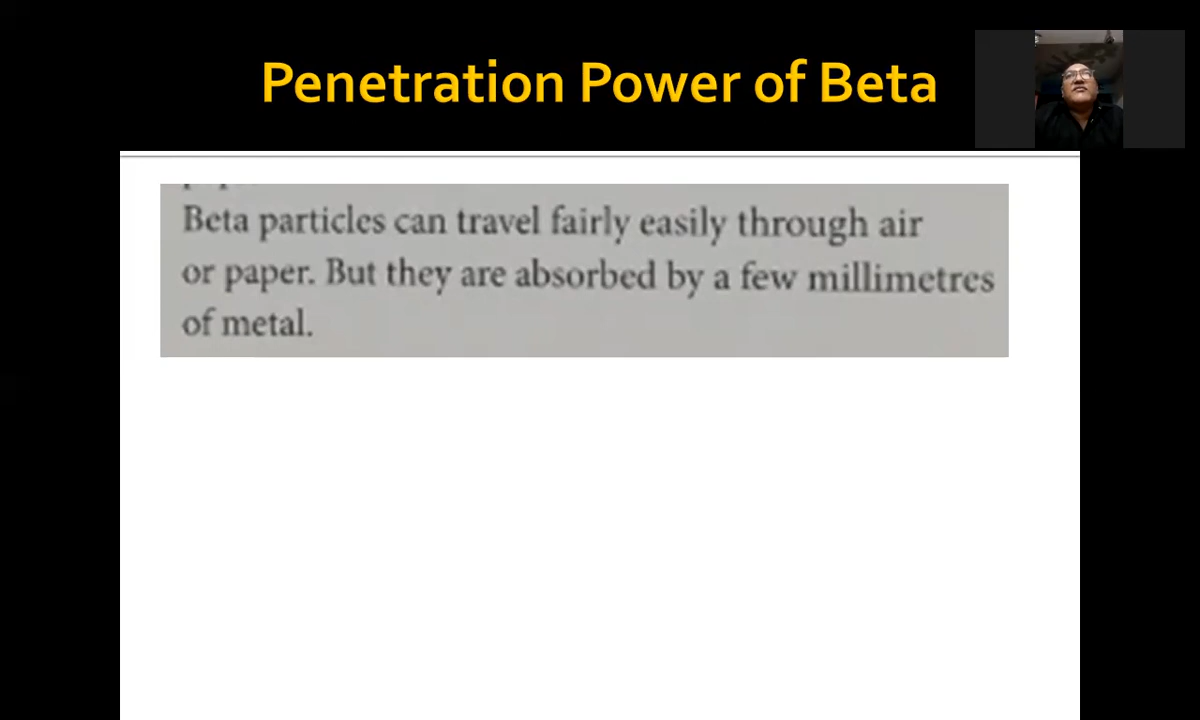 Penetration Power of Beta
Beta particles can travel fairly easily through air
or paper. But they are absorbed by a few millimetres
of metal.